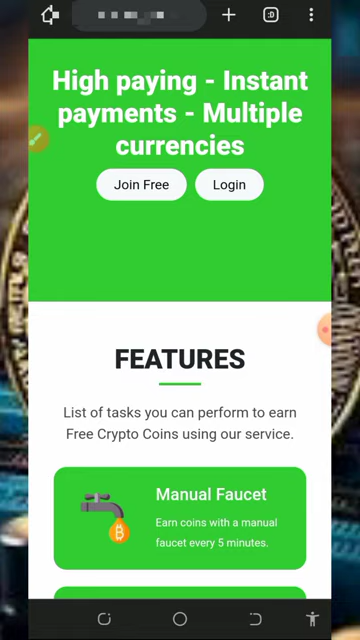 High paying - Instant
payments - Multiple
currencies
Join Free
Login
FEATURES
List of tasks you can perform to earn
Free Crypto Coins using our service.
Manual Faucet
Earn coins with a manual
faucet every 5 minutes.